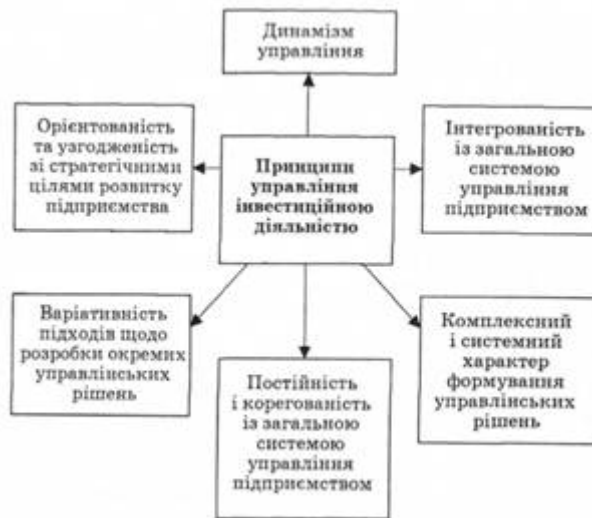 Динамізм
управління
Орієнтованість
та узгодженість
зі стратегічними
цілями розвитку
підприємства
Принципи
управління
інвестиційною
діяльністю
Інтегрованість
із загальною
системою
управління
підприємством
Варіативність
підходів щодо
розробки окремих
управлінських
рішень
Постійність
і корегованість
із загальною
системою
управління
підприємством
Комплексний
і системний
характер
формування
управлінських
рішень